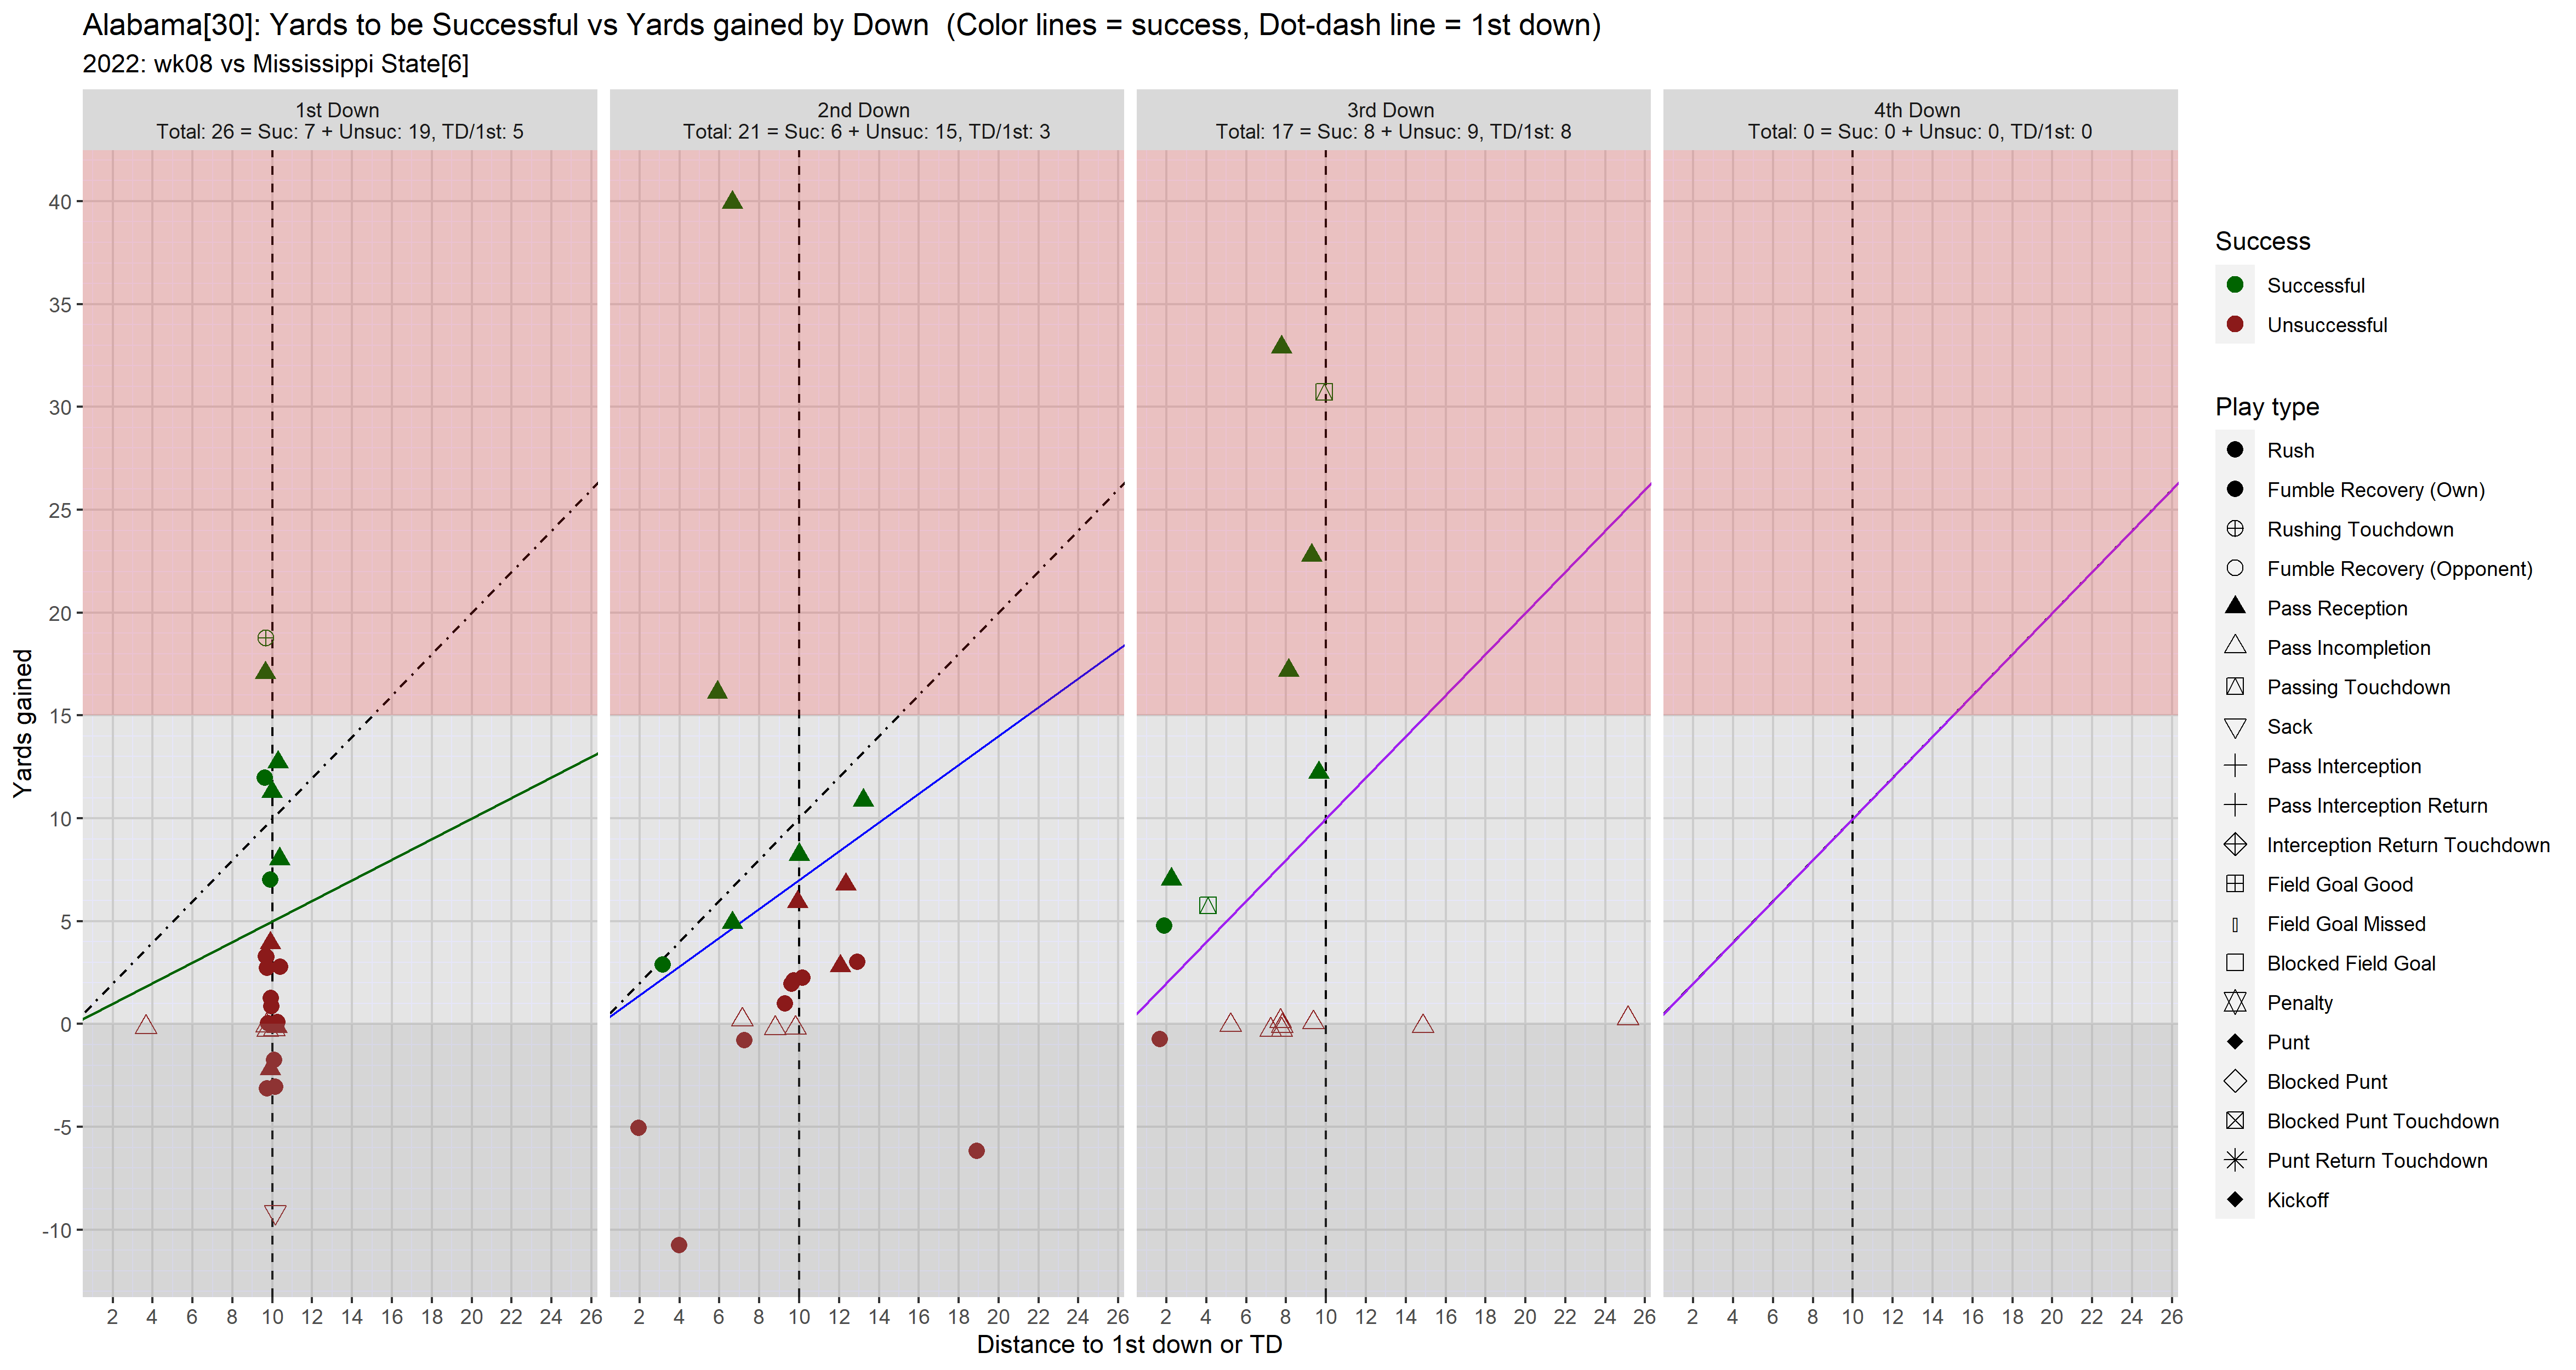 Alabama[30]: Yards to be Successful vs Yards gained by Down  (Color lines = success, Dot-dash line = 1st down)
2022: wk08 vs Mississippi State[6]
1st Down
Total: 26 = Suc: 7 + Unsuc: 19, TD/1st: 5
2nd Down
Total: 21 = Suc: 6 + Unsuc: 15, TD/1st: 3
3rd Down
Total: 17 = Suc: 8 + Unsuc: 9, TD/1st: 8
4th Down
Total: 0 = Suc: 0 + Unsuc: 0, TD/1st: 0
Yards gained
40
35
30
25
20
15
10
5
0
-5
-10
2 4 6 8 10 12 14 16 18 20 22 24 26
2 4 6 8 10 12 14 16 18 20 22 24 26
2 4 6 8 10 12 14 16 18 20 22 24 26
2 4 6 8 10 12 14 16 18 20 22 24 26
Distance to 1st down or TD
Success
Successful
Unsuccessful
Play type
Rush
Fumble Recovery (Own)
Rushing Touchdown
Fumble Recovery (Opponent)
Pass Reception
Pass Incompletion
Passing Touchdown
Sack
Pass Interception
Pass Interception Return
Interception Return Touchdown
Field Goal Good
Field Goal Missed
Blocked Field Goal
Penalty
Punt
Blocked Punt
Blocked Punt Touchdown
Punt Return Touchdown
Kickoff